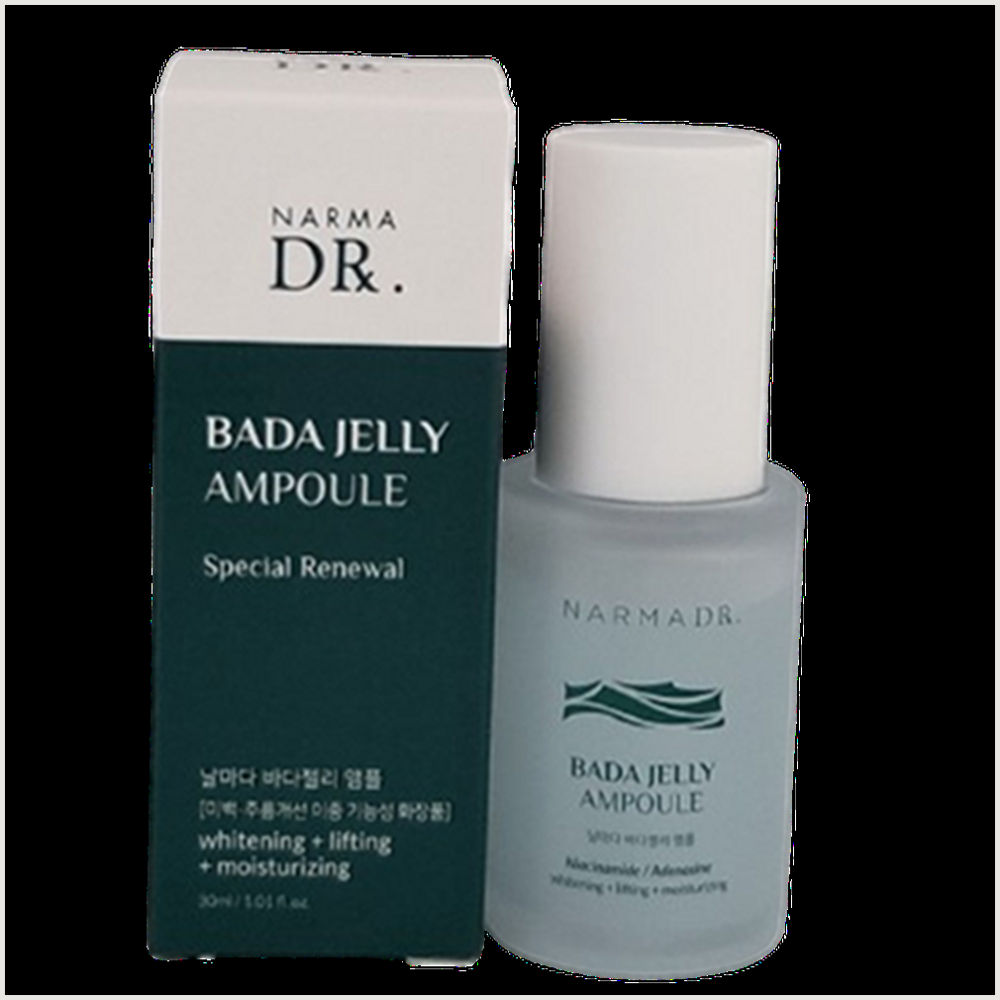 NARMA
DR.
BADA JELLY
AMPOULE
Special Renewal
날마다 바다젤리 앰플
[미백·주름개선 이중 기능성 화장품]
whitening + lifting
+ moisturizing
30ml / 1.01 fl.oz.
NARMADR.
BADA JELLY
AMPOULE
날마다 바다젤리 앰플
Niacinamide / Adenosine
whitening + lifting + moisturizing